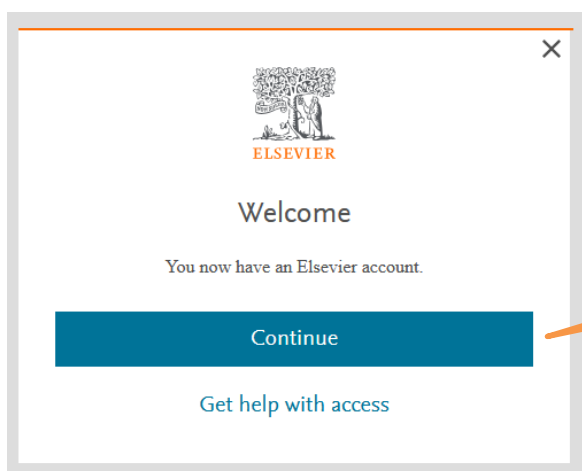 ELSEVIER
Welcome
You now have an Elsevier account.
Continue
Get help with access